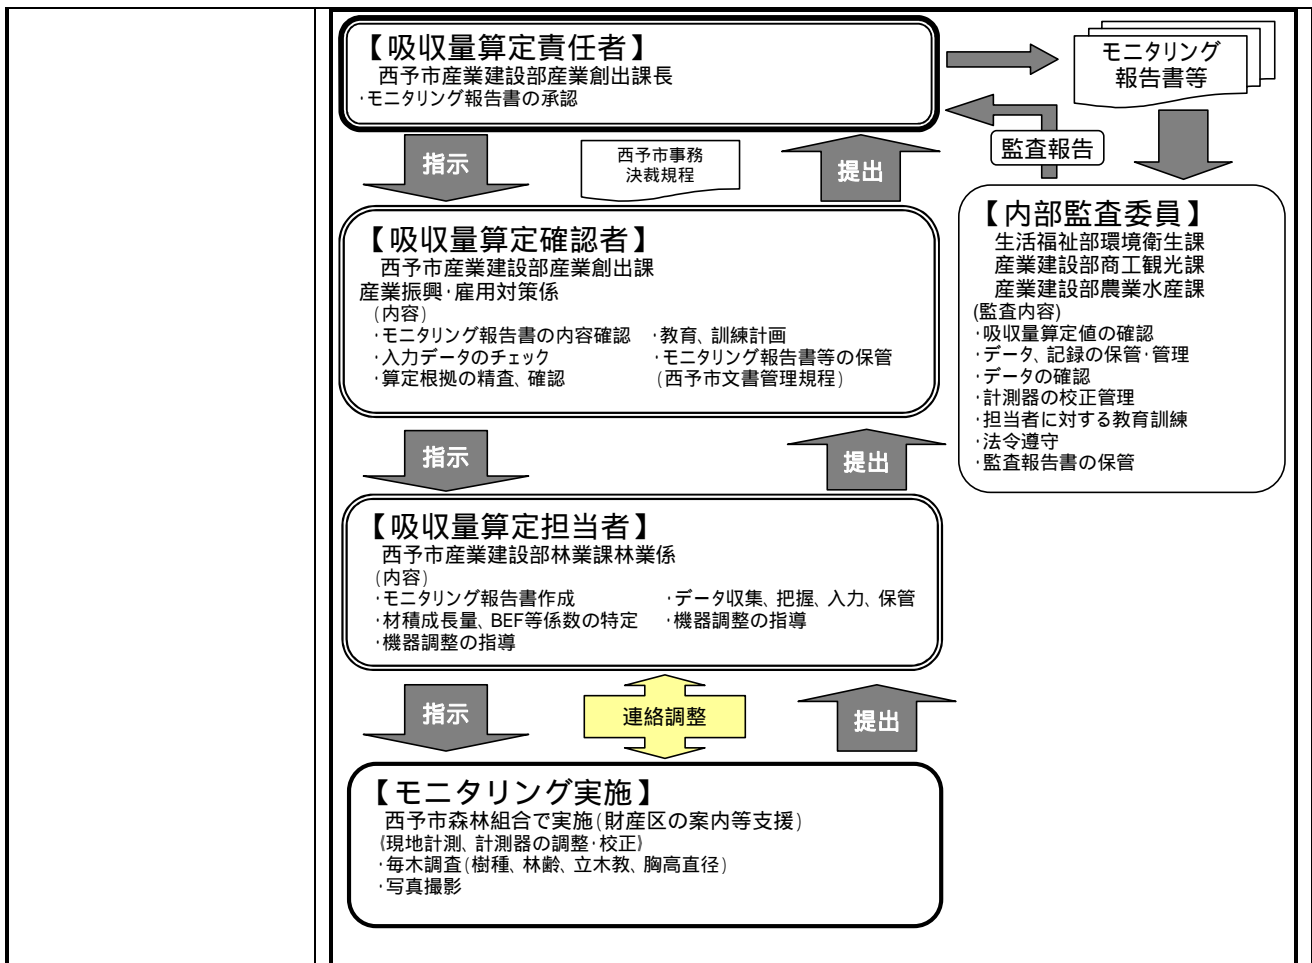 【吸収量算定責任者】
西予市産業建設部産業創出課長
・モニタリング報告書の承認
モニタリング
報告書等
監査報告
指示
西予市事務
決裁規程
提出
【吸収量算定確認者】
西予市産業建設部産業創出課
産業振興・雇用対策係
(内容)
・モニタリング報告書の内容確認 ・教育、訓練計画
・入力データのチェック ・モニタリング報告書等の保管
・算定根拠の精査、確認 (西予市文書管理規程)
【内部監査委員】
生活福祉部環境衛生課
産業建設部商工観光課
産業建設部農業水産課
(監査内容)
・吸収量算定値の確認
・データ、記録の保管・管理
・データの確認
・計測器の校正管理
・担当者に対する教育訓練
・法令遵守
・監査報告書の保管
指示
提出
【吸収量算定担当者】
西予市産業建設部林業課林業係
(内容)
・モニタリング報告書作成 ・データ収集、把握、入力、保管
・材積成長量、BEF等係数の特定 ・機器調整の指導
・機器調整の指導
指示
連絡調整
提出
【モニタリング実施】
西予市森林組合で実施(財産区の案内等支援)
(現地計測、計測器の調整・校正)
・毎木調査(樹種、林齢、立木教、胸高直径)
・写真撮影